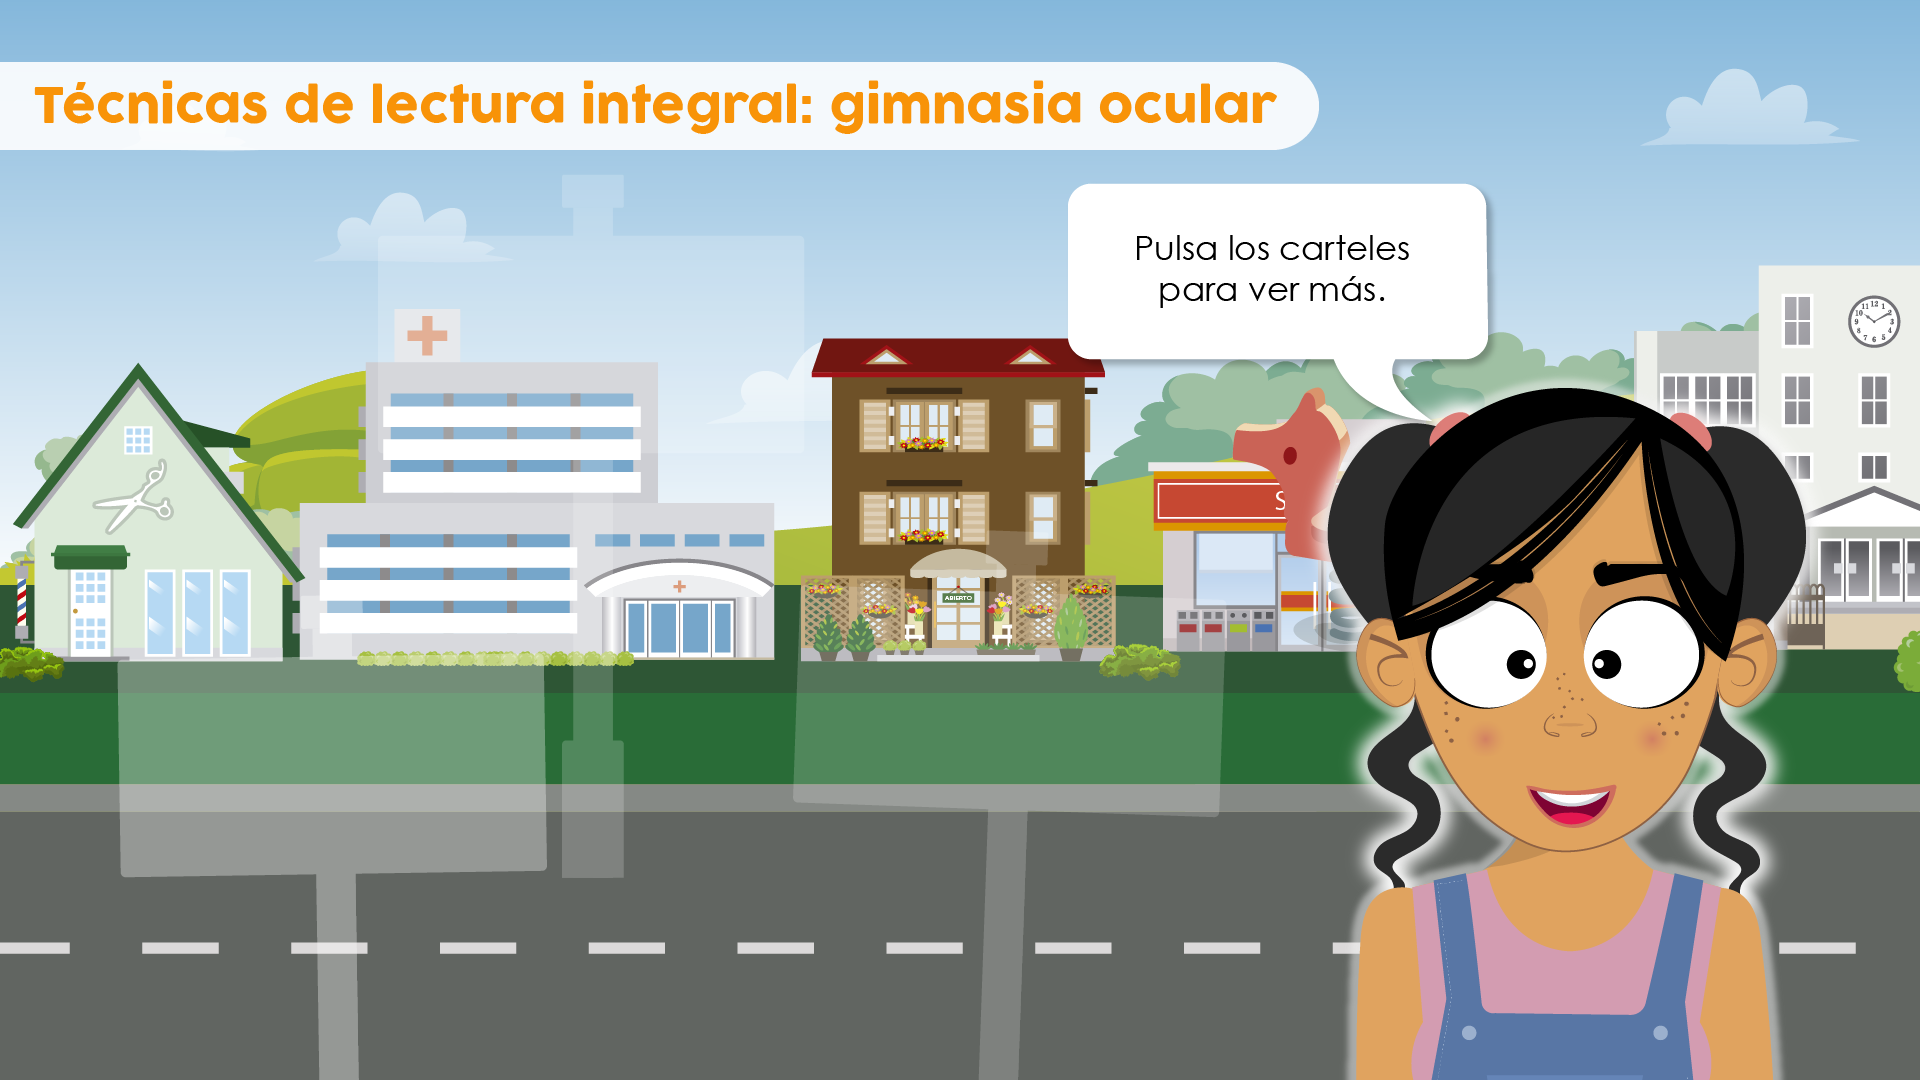 Técnicas de lectura integral: gimnasia ocular
Pulsa los carteles
para ver más.
ABIERTO